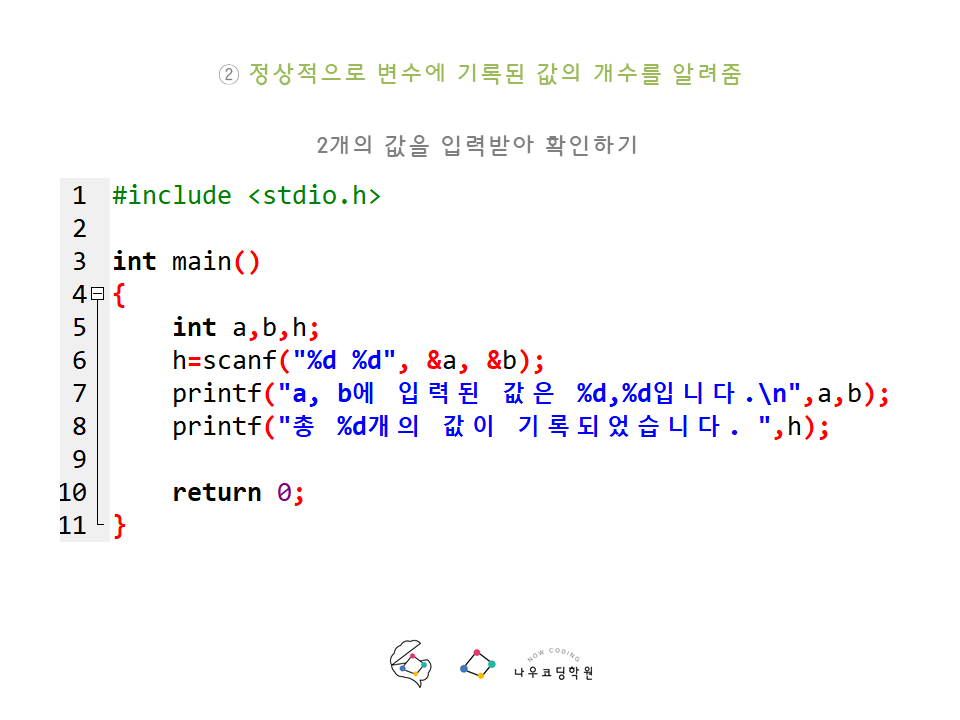 ② 정상적으로 변수에 기록된 값의 개수를 알려줌
2개의 값을 입력받아 확인하기
1 #include <stdio.h>
2
3 int main()
4 {
5 int a,b,h;
6 h=scanf("%d %d", &a, &b);
7 printf("a, b에 입력된 값은 %d,%d입니다.\n",a,b);
8 printf("총 %d개의 값이 기록되었습니다. ",h);
9
10 return 0;
11 }
NOW CODING
나우코딩학원